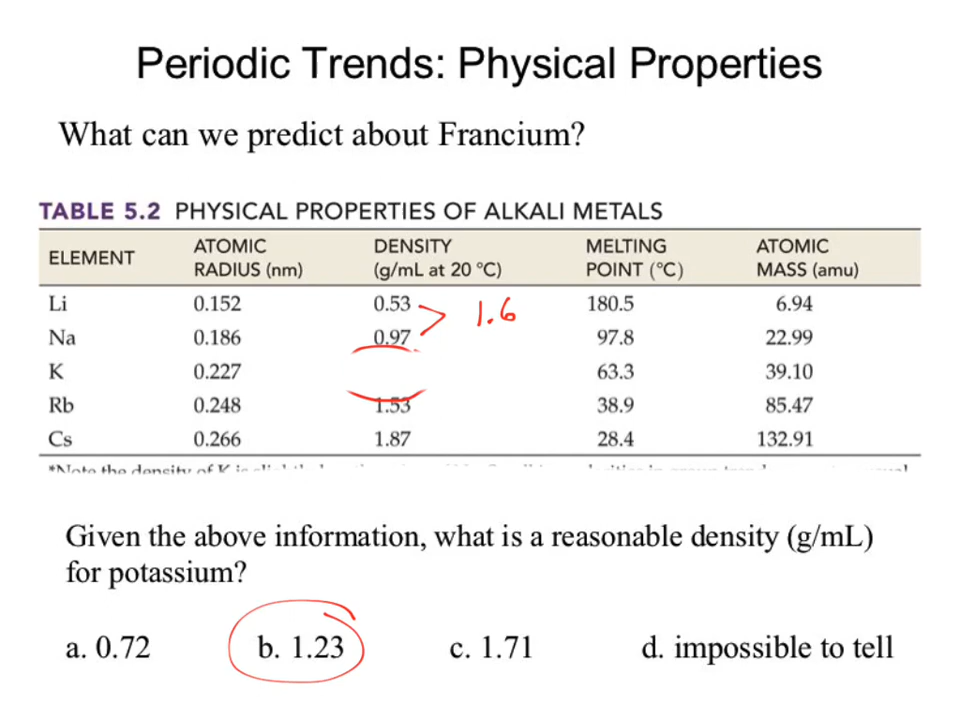 Periodic Trends: Physical Properties
What can we predict about Francium?
TABLE 5.2 PHYSICAL PROPERTIES OF ALKALI METALS
ELEMENT ATOMIC RADIUS (nm) DENSITY (g/mL at 20 °C) MELTING POINT (°C) ATOMIC MASS (amu)
Li 0.152 0.53 180.5 6.94
1.6
Na 0.186 0.97 97.8 22.99
K 0.227 63.3 39.10
Rb 0.248 1.53 38.9 85.47
Cs 0.266 1.87 28.4 132.91
*Note the density of K is
Given the above information, what is a reasonable density (g/mL)
for potassium?
a. 0.72 b. 1.23 c. 1.71 d. impossible to tell